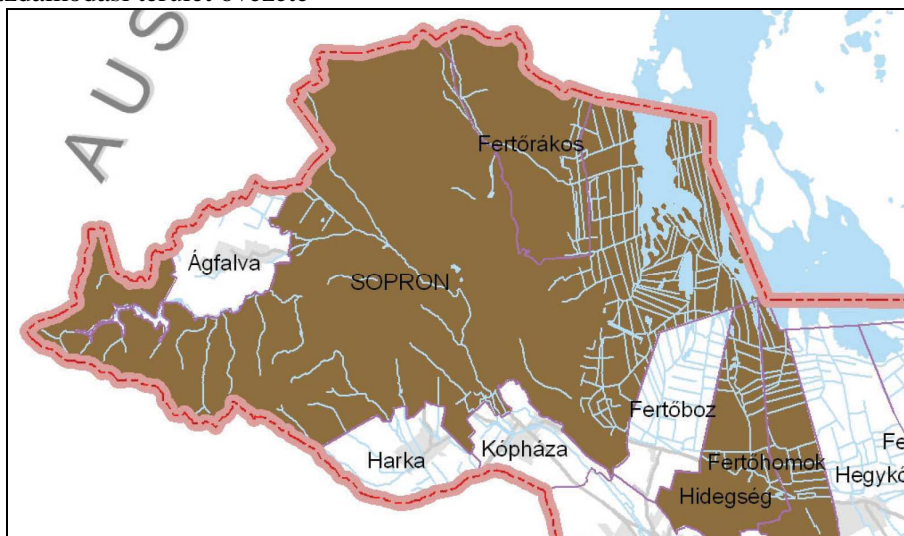 AUS
Fertőrákos
Ágfalva
SOPRON
Fertőboz
Harka
Kópháza
Fertőhomok
Hegykő
Hidegség